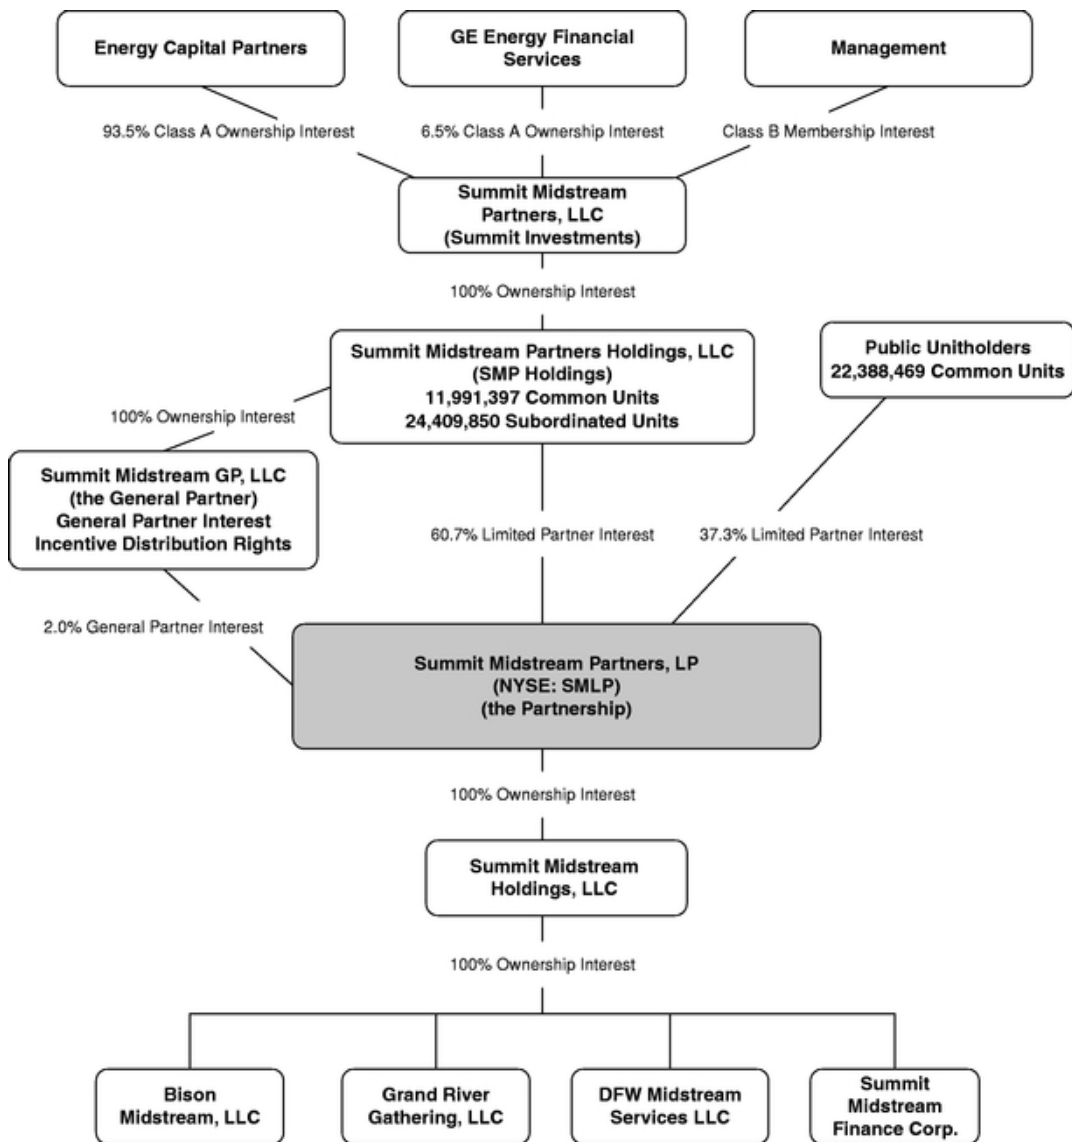 Energy Capital Partners
GE Energy Financial
Services
Management
93.5% Class A Ownership Interest
6.5% Class A Ownership Interest
Class B Membership Interest
Summit Midstream
Partners, LLC
(Summit Investments)
100% Ownership Interest
Summit Midstream Partners Holdings, LLC
(SMP Holdings)
11,991,397 Common Units
24,409,850 Subordinated Units
Public Unitholders
22,388,469 Common Units
100% Ownership Interest
Summit Midstream GP, LLC
(the General Partner)
General Partner Interest
Incentive Distribution Rights
60.7% Limited Partner Interest
37.3% Limited Partner Interest
2.0% General Partner Interest
Summit Midstream Partners, LP
(NYSE: SMLP)
(the Partnership)
100% Ownership Interest
Summit Midstream
Holdings, LLC
100% Ownership Interest
Bison
Midstream, LLC
Grand River
Gathering, LLC
DFW Midstream
Services LLC
Summit
Midstream
Finance Corp.